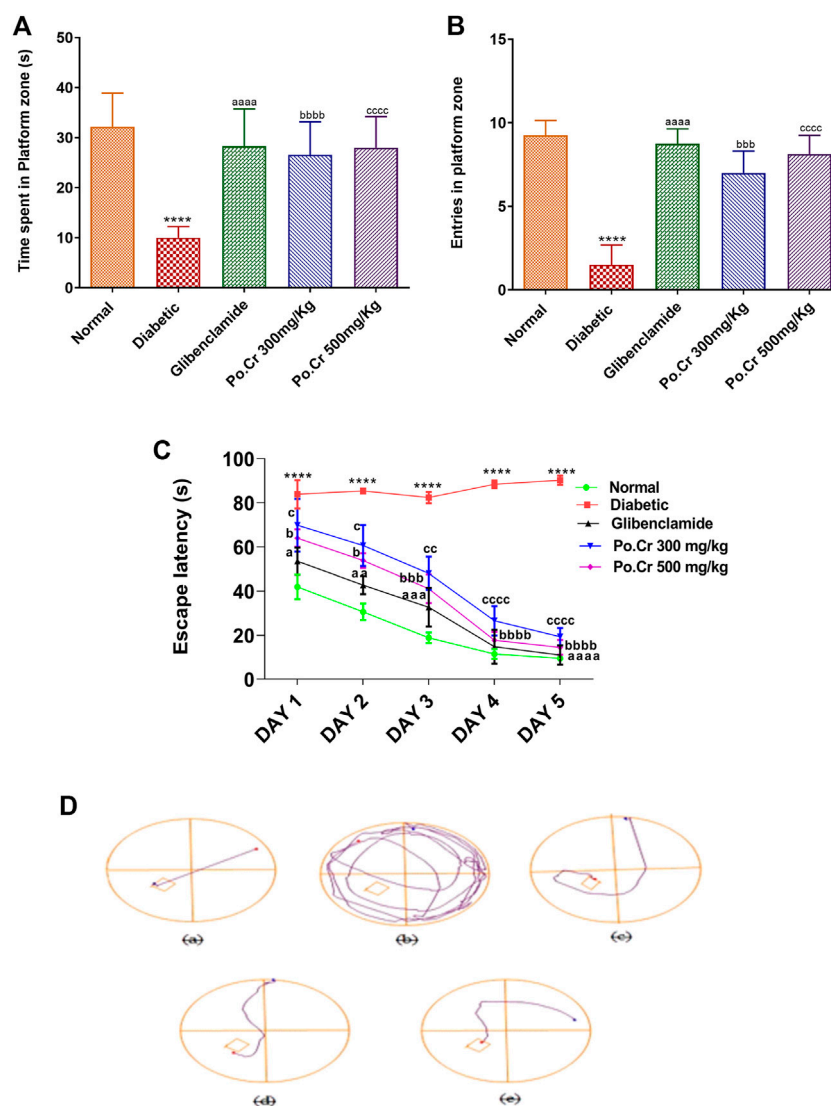 A
Time spent in Platform zone (s)
50
40
30
20
10
0
****
aaaa
bbbb
cccc
Normal
Diabetic
Glibenclamide
Po.Cr 300mg/Kg
Po.Cr 500mg/Kg
B
Entries in platform zone
15
10
5
0
****
aaaa
bbb
cccc
Normal
Diabetic
Glibenclamide
Po.Cr 300mg/Kg
Po.Cr 500mg/Kg
C
Escape latency (s)
100
80
60
40
20
0
**** **** **** **** ****
c c cc cccc cccc
b b bbb bbbb bbbb
a aa aaa aaaa
DAY 1
DAY 2
DAY 3
DAY 4
DAY 5
Normal
Diabetic
Glibenclamide
Po.Cr 300 mg/kg
Po.Cr 500 mg/kg
D
(a)
(b)
(c)
(d)
(e)